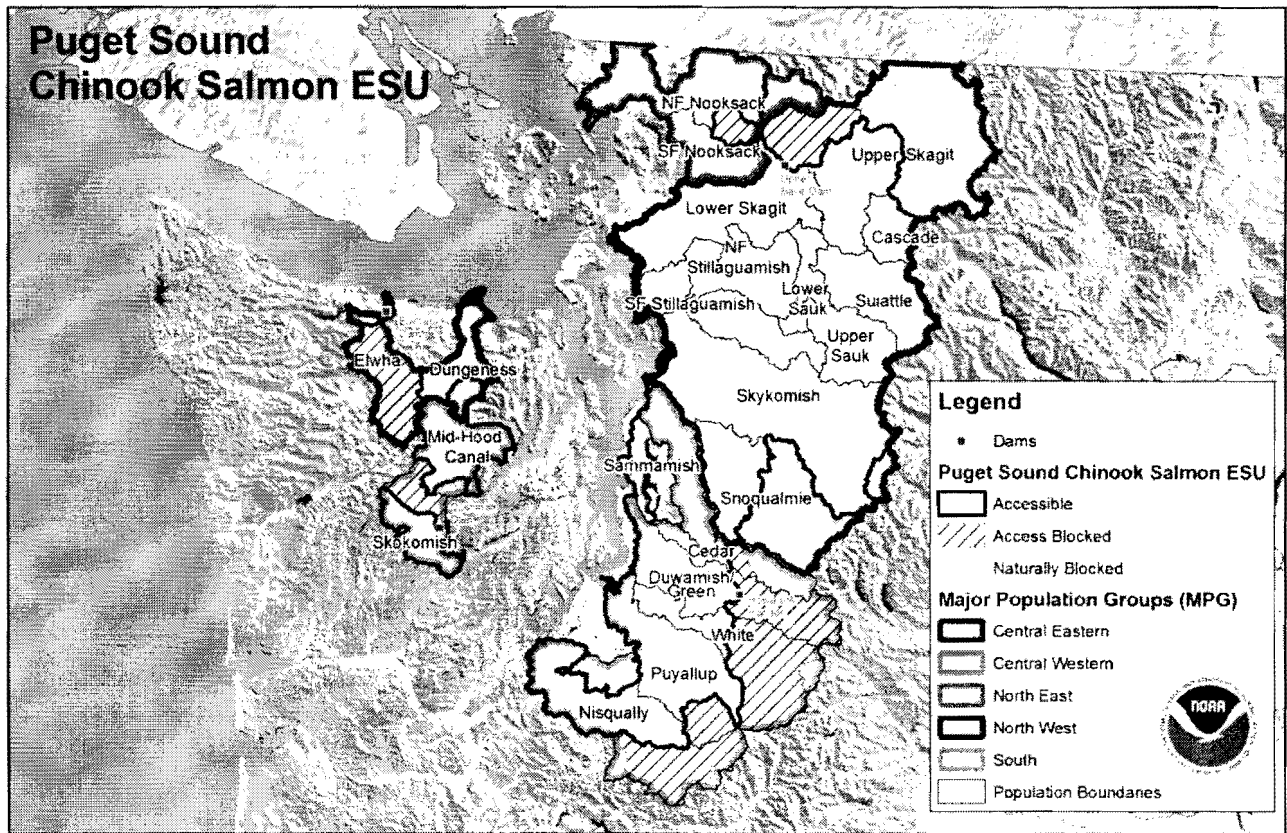 Puget Sound
Chinook Salmon ESU
NF Nooksack
SF Nooksack
Upper Skagit
Lower Skagit
Cascade
NF
Stillaguamish
SF Stillaguamish
Lower
Sauk
Suiattle
Upper
Sauk
Elwha
Dungeness
Skykomish
Mid-Hood
Canal
Sammamish
Snoqualmie
Skokomish
Cedar
Duwamish/
Green
White
Puyallup
Nisqually
Legend
Dams
Puget Sound Chinook Salmon ESU
Accessible
Access Blocked
Naturally Blocked
Major Population Groups (MPG)
Central Eastern
Central Western
North East
North West
South
Population Boundaries
NOAA